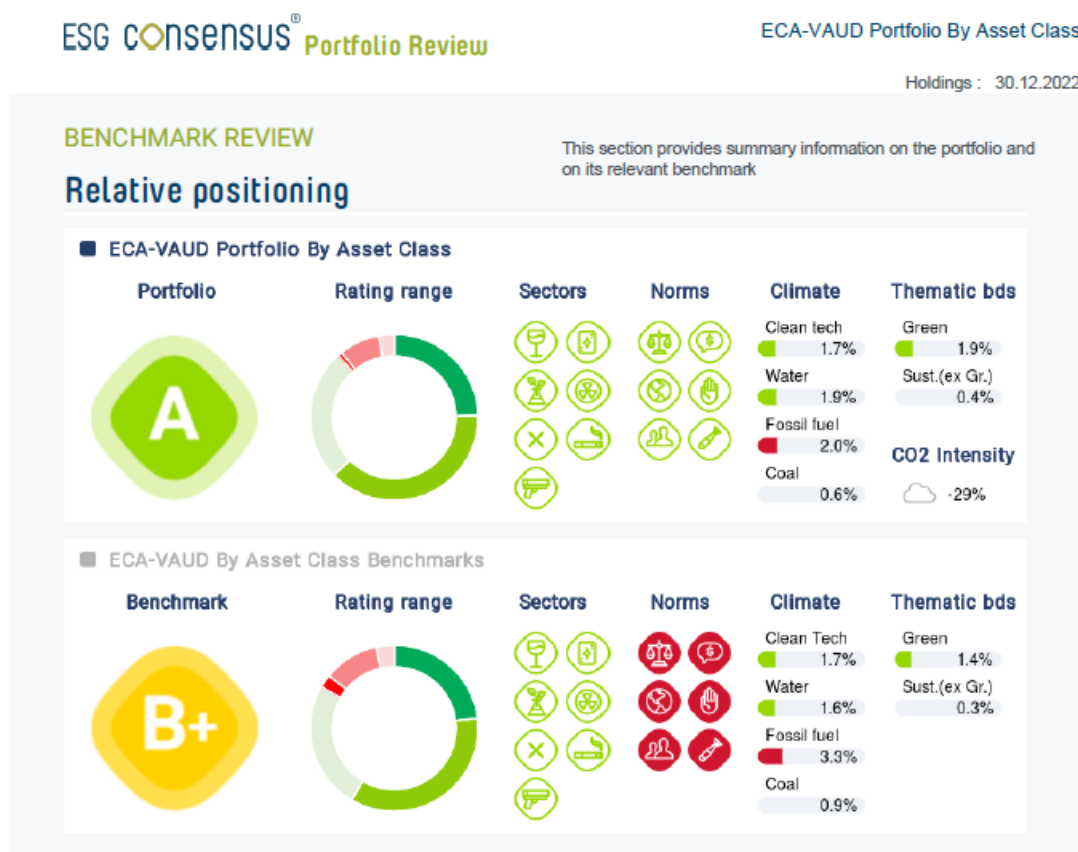 ESG consensus® Portfolio Review
ECA-VAUD Portfolio By Asset Class
Holdings : 30.12.2022
BENCHMARK REVIEW
Relative positioning
This section provides summary information on the portfolio and
on its relevant benchmark
ECA-VAUD Portfolio By Asset Class
Portfolio
A
Rating range
Sectors
Norms
Climate
Clean tech
1.7%
Water
1.9%
Fossil fuel
2.0%
Coal
0.6%
Thematic bds
Green
1.9%
Sust.(ex Gr.)
0.4%
CO2 Intensity
-29%
ECA-VAUD By Asset Class Benchmarks
Benchmark
B+
Rating range
Sectors
Norms
Climate
Clean Tech
1.7%
Water
1.6%
Fossil fuel
3.3%
Coal
0.9%
Thematic bds
Green
1.4%
Sust.(ex Gr.)
0.3%